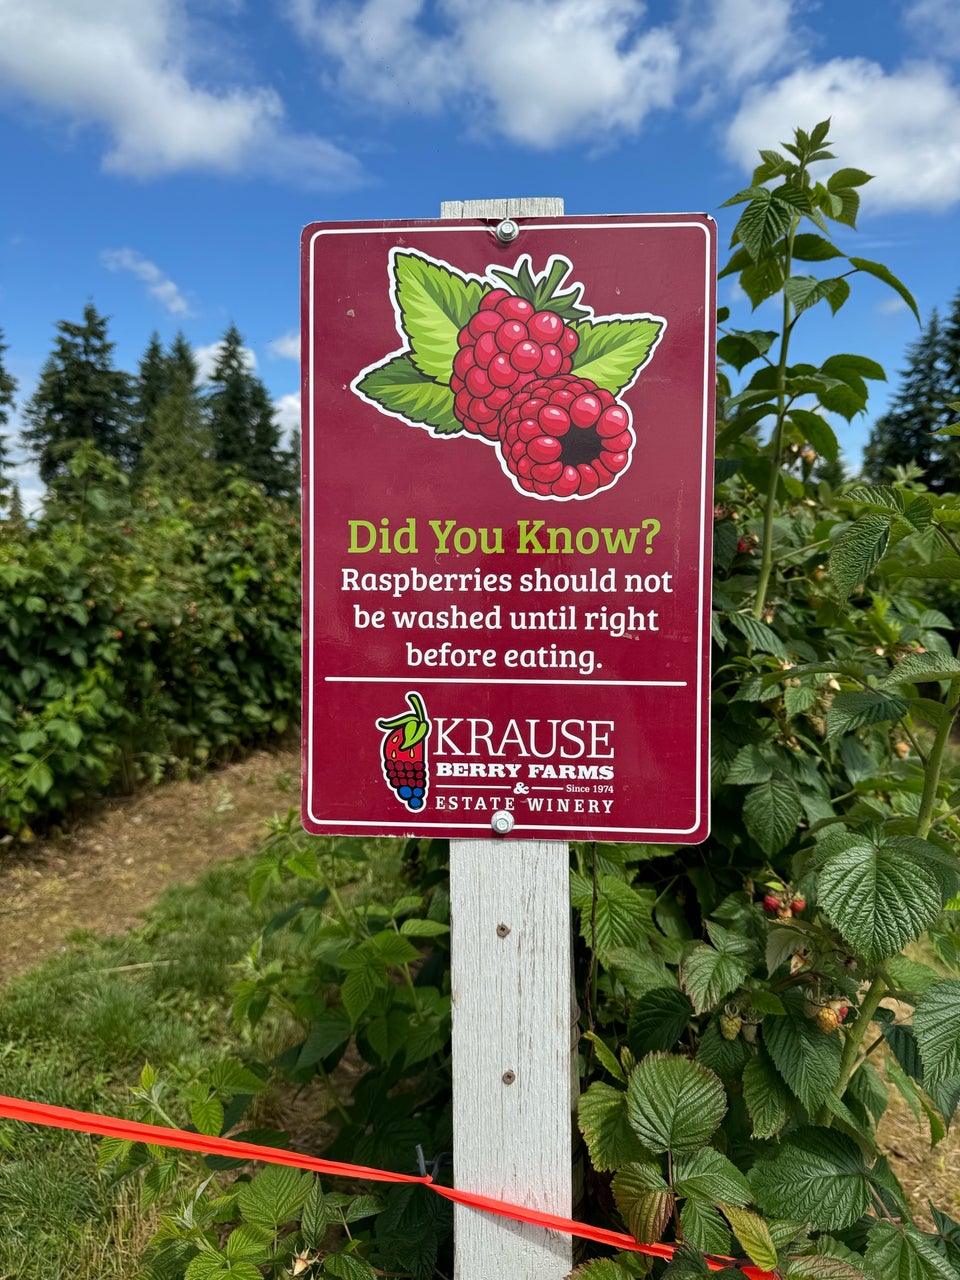 Did You Know?
Raspberries should not
be washed until right
before eating.
KRAUSE
BERRY FARMS
& Since 1974
ESTATE WINERY